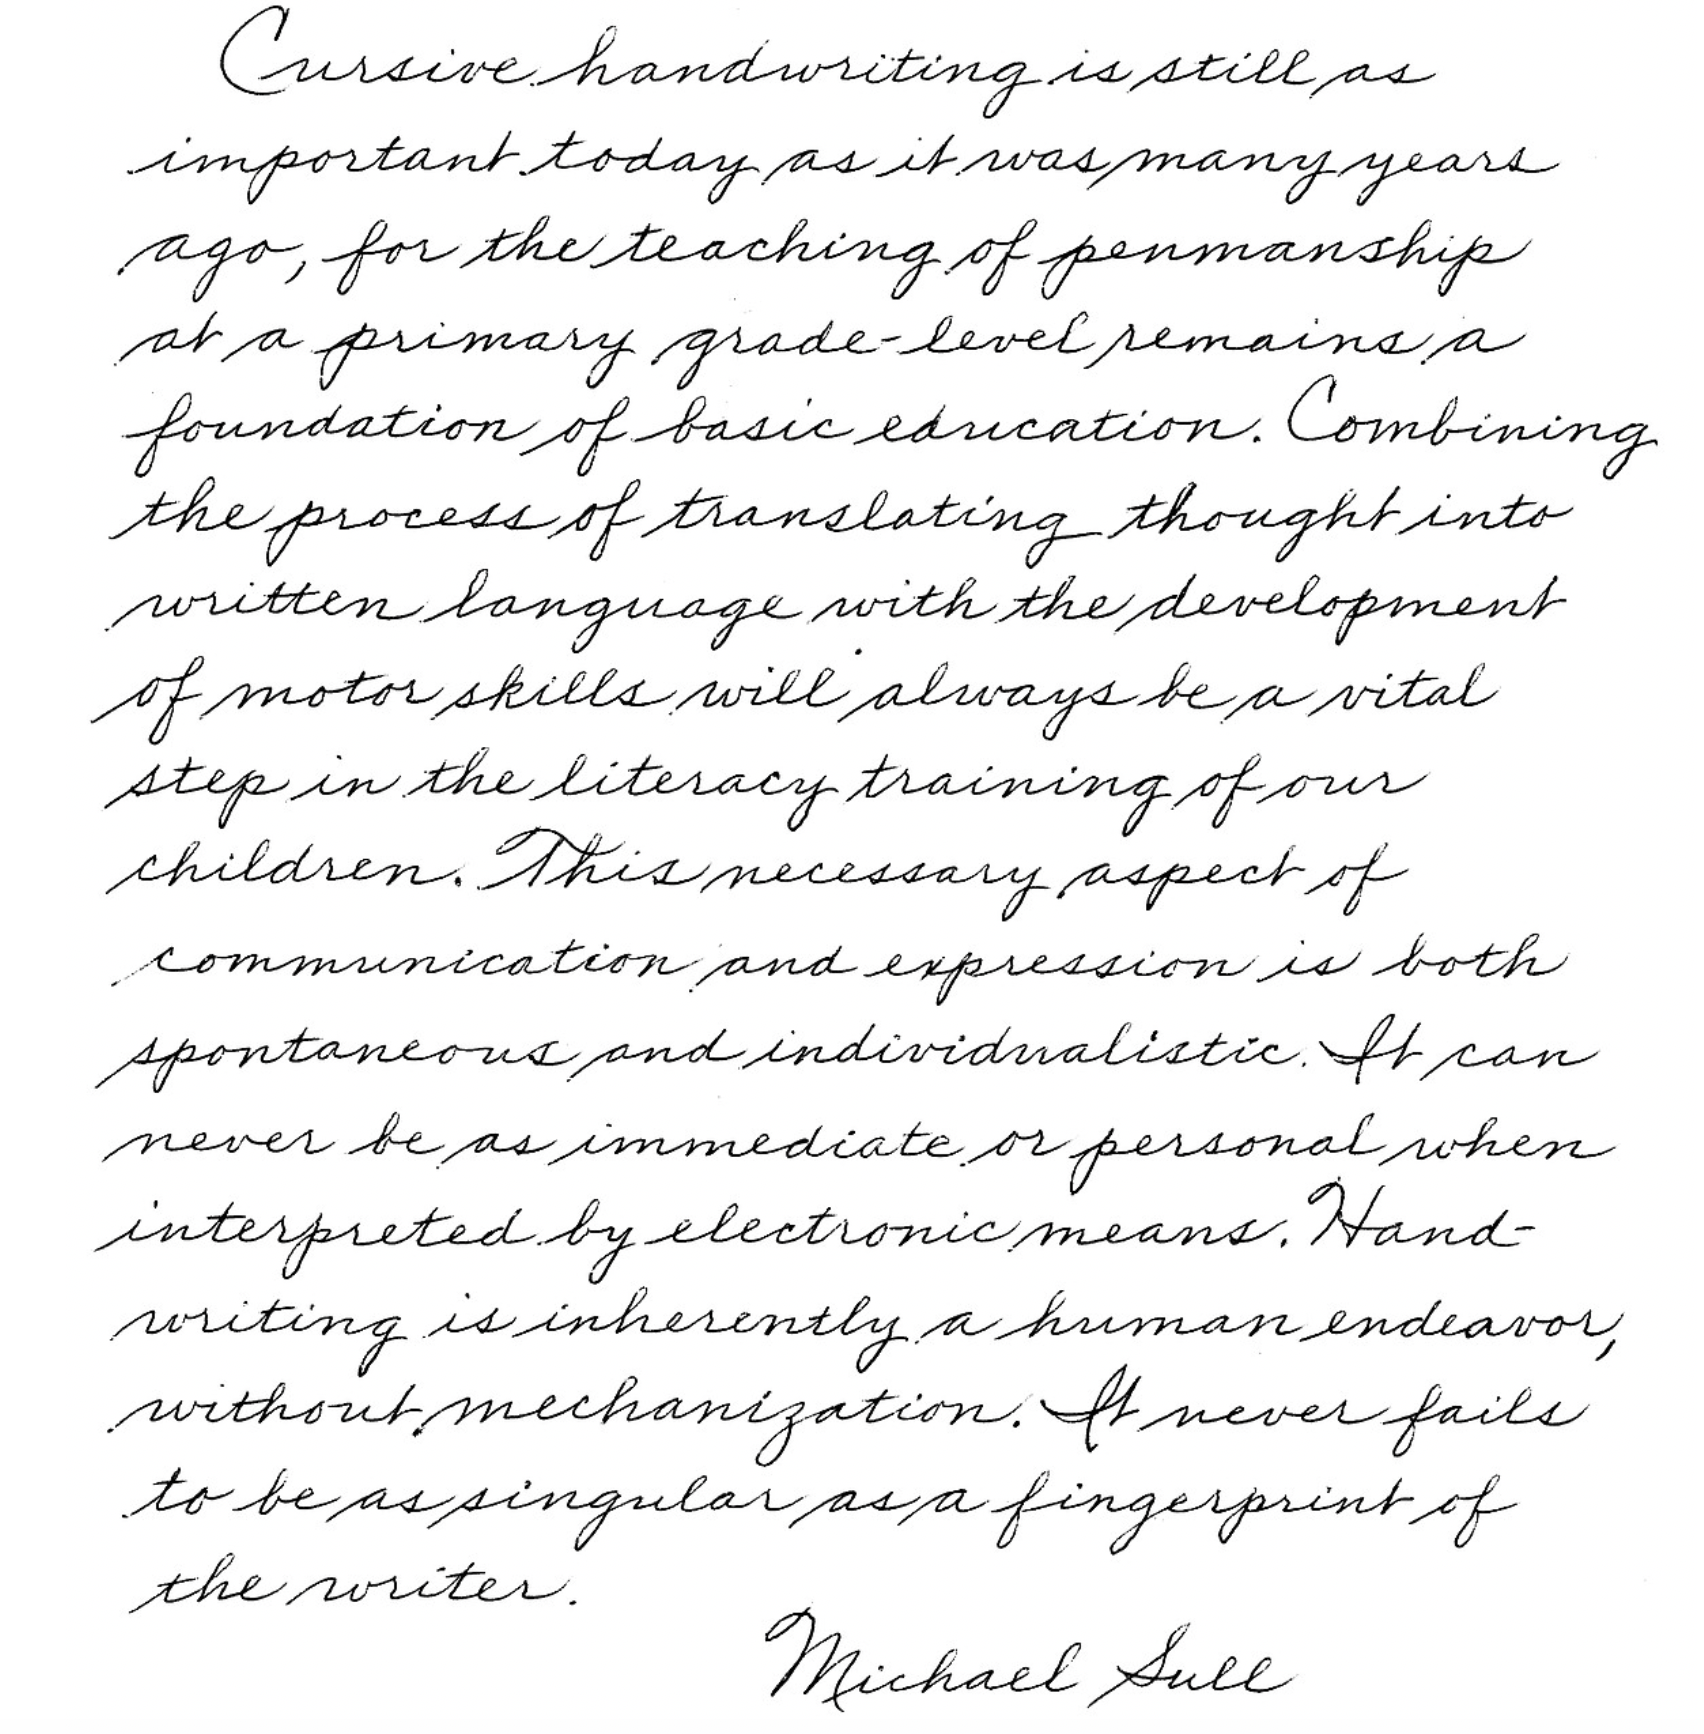 Cursive handwriting is still as
important today as it was many years
ago, for the teaching of penmanship
at a primary grade-level remains a
foundation of basic education. Combining
the process of translating thought into
written language with the development
of motor skills will always be a vital
step in the literacy training of our
children. This necessary aspect of
communication and expression is both
spontaneous and individualistic. It can
never be as immediate or personal when
interpreted by electronic means. Hand-
writing is inherently a human endeavor,
without mechanization. It never fails
to be as singular as a fingerprint of
the writer.
Michael Sull